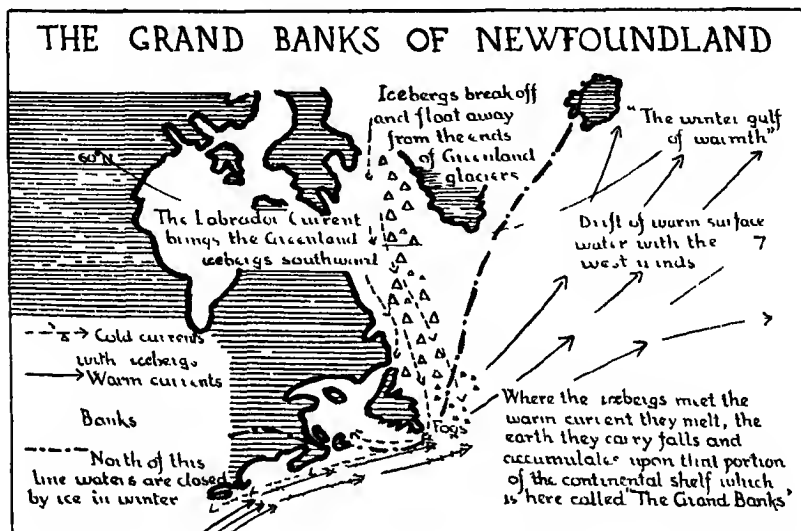 THE GRAND BANKS OF NEWFOUNDLAND
Icebergs break off
and float away
from the ends
of Greenland
glaciers
"The winter gulf
of warmth"
60°N
The Labrador Current
brings the Greenland
icebergs southward
Drift of warm surface
water with the
west winds
Cold currents
with icebergs
Warm currents
Banks
North of this
line waters are closed
by ice in winter
Fogs
Where the icebergs meet the
warm current they melt, the
earth they carry falls and
accumulates upon that portion
of the continental shelf which
is here called "The Grand Banks"